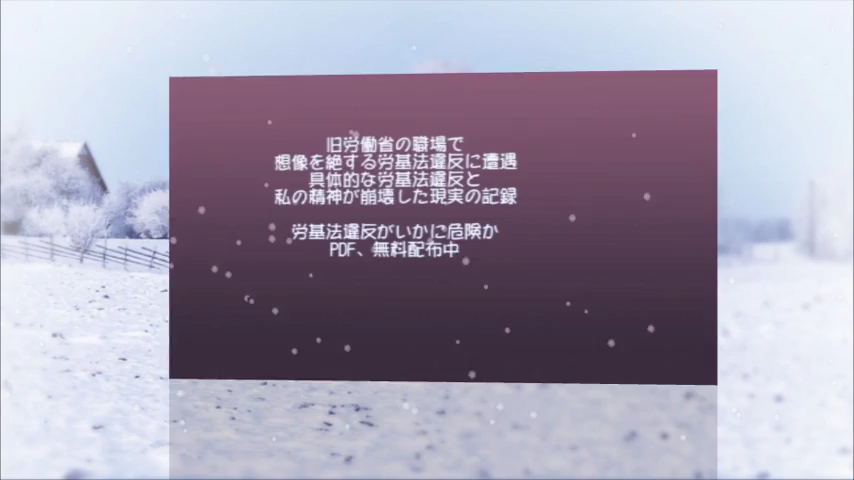 旧労働省の職場で
想像を絶する労基法違反に遭遇
具体的な労基法違反と
私の精神が崩壊した現実の記録
労基法違反がいかに危険か
PDF、無料配布中